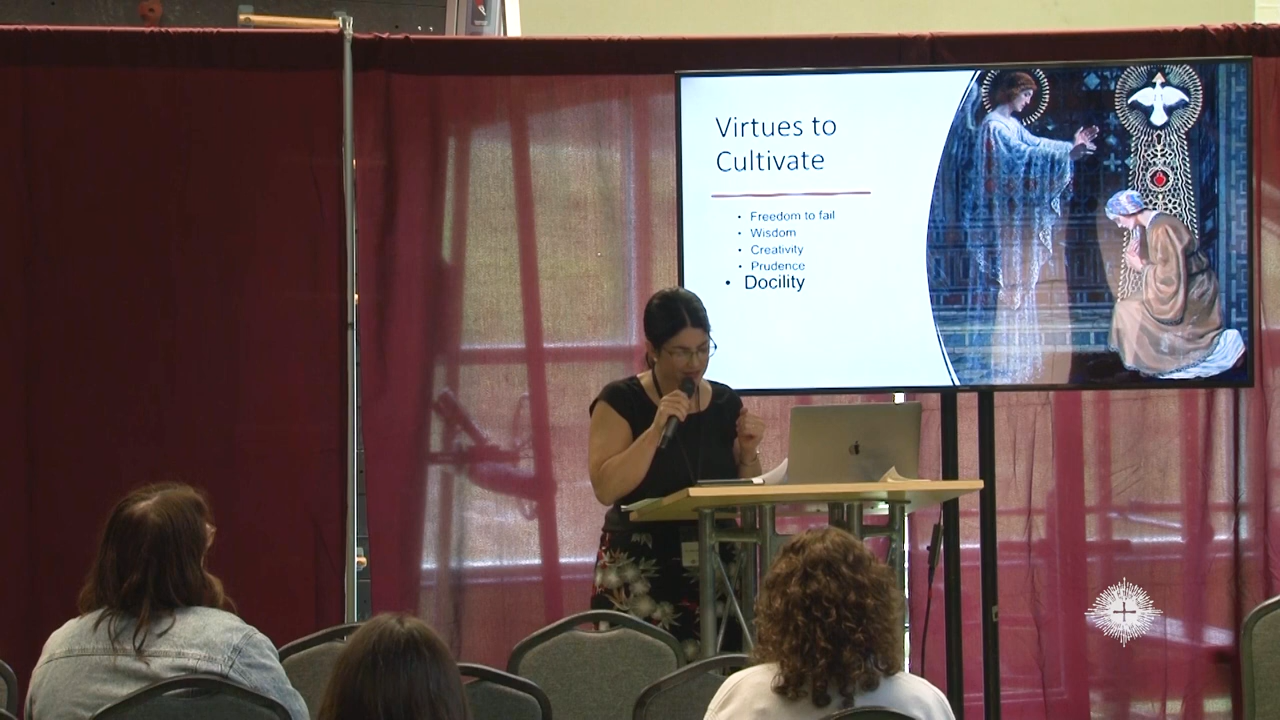 Virtues to
Cultivate
• Freedom to fail
• Wisdom
• Creativity
• Prudence
• Docility